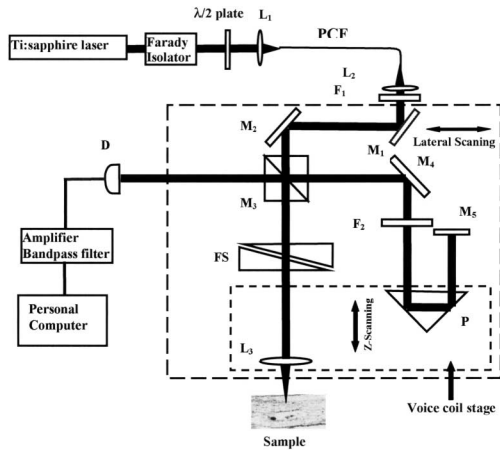 Ti:sapphire laser
Farady
Isolator
λ/2 plate
L1
PCF
L2
F1
M2
M1
Lateral Scaning
M4
D
M3
F2
M5
Amplifier
Bandpass filter
FS
Personal
Computer
Z-Scanning
P
L3
Voice coil stage
Sample